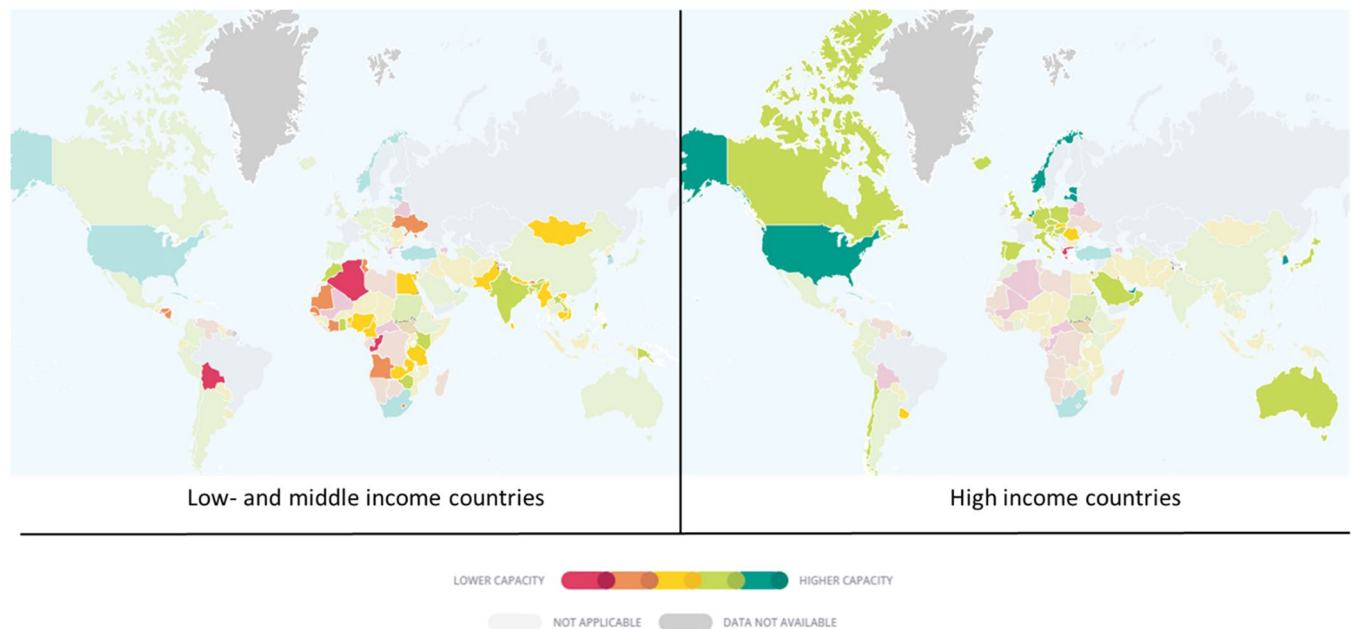 Low- and middle income countries
High income countries
LOWER CAPACITY
HIGHER CAPACITY
NOT APPLICABLE
DATA NOT AVAILABLE